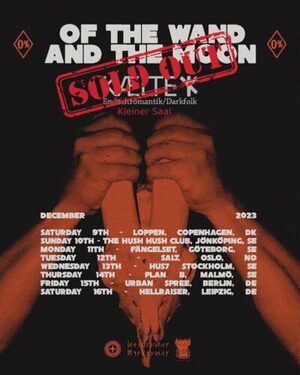 0%
OF THE WAND
AND THE MOON
0%
SOLD OUT
Endzeitromantik/Darkfolk
Kleiner Saal
DECEMBER 2023
SATURDAY 9TH - LOPPEN, COPENHAGEN, DK
SUNDAY 10TH - THE HUSH HUSH CLUB, JÖNKÖPING, SE
MONDAY 11TH - FÄNGELSET, GÖTEBORG, SE
TUESDAY 12TH - SALT, OSLO, NO
WEDNESDAY 13TH - HUS7 STOCKHOLM, SE
THURSDAY 14TH - PLAN B, MALMÖ, SE
FRIDAY 15TH - URBAN SPREE, BERLIN, DE
SATURDAY 16TH - HELLRAISER, LEIPZIG, DE